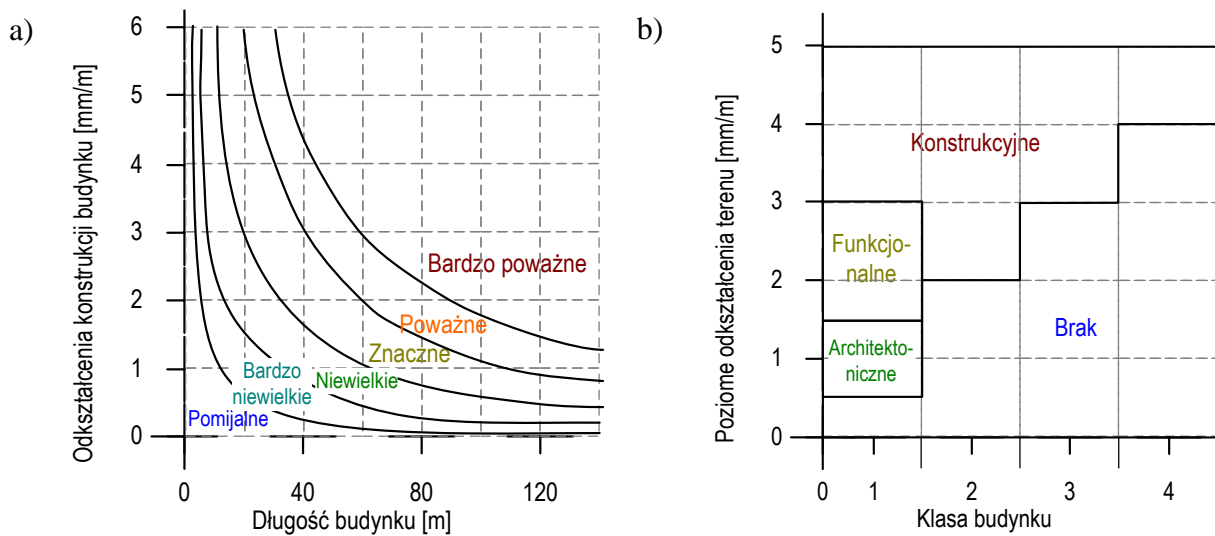 a)
Odkształcenia konstrukcji budynku [mm/m]
6
5
4
3
2
1
0
Bardzo poważne
Poważne
Znaczne
Niewielkie
Bardzo
niewielkie
Pomijalne
0
40
80
120
Długość budynku [m]
b)
Poziome odkształcenia terenu [mm/m]
5
4
3
2
1
0
Konstrukcyjne
Funkcjo-
nalne
Architekto-
niczne
Brak
0
1
2
3
4
Klasa budynku